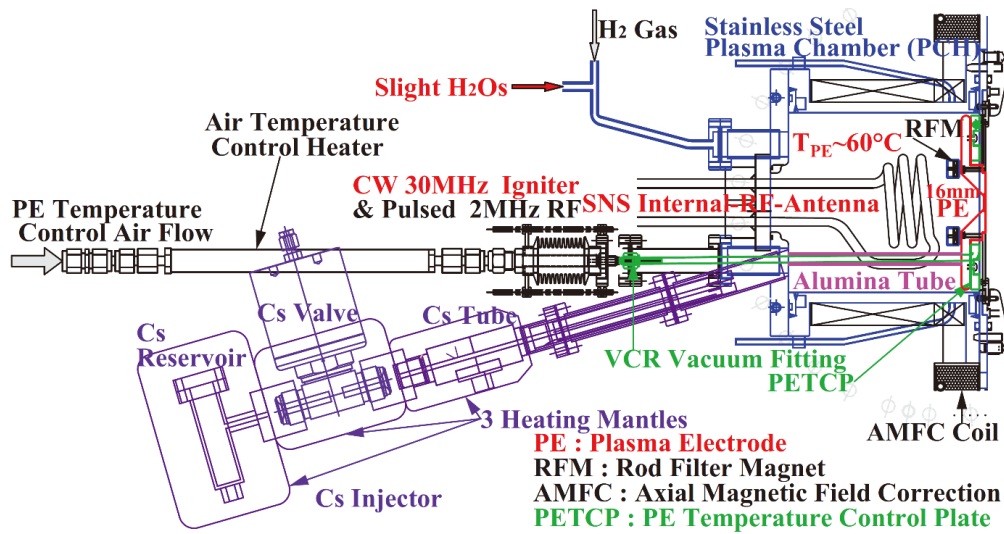 H2 Gas
Stainless Steel
Plasma Chamber (PCH)
Slight H2Os
Air Temperature
Control Heater
RFM
TPE~60°C
CW 30MHz Igniter
& Pulsed 2MHz RF
SNS Internal-RF-Antenna
16mm
PE
PE Temperature
Control Air Flow
Alumina Tube
Cs Valve
Cs Tube
Cs
Reservoir
VCR Vacuum Fitting
PETCP
3 Heating Mantles
AMFC Coil
Cs Injector
PE : Plasma Electrode
RFM : Rod Filter Magnet
AMFC : Axial Magnetic Field Correction
PETCP : PE Temperature Control Plate